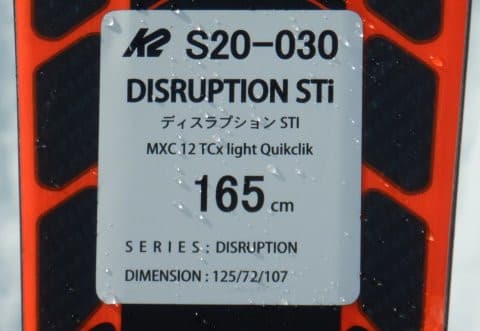 K2 S20-030
DISRUPTION STi
ディスラプション STI
MXC 12 TCx light Quikclik
165 cm
SERIES : DISRUPTION
DIMENSION : 125/72/107